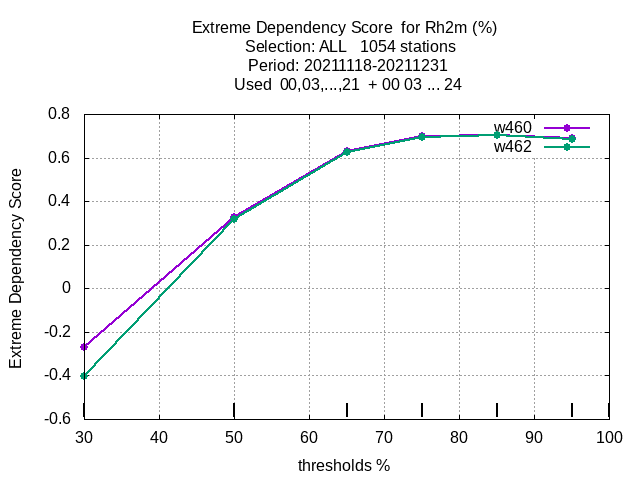 Extreme Dependency Score  for Rh2m (%)
Selection: ALL   1054 stations
Period: 20211118-20211231
Used  00,03,...,21  + 00 03 ... 24
w460
w462
0.8
0.6
0.4
0.2
0
-0.2
-0.4
-0.6
Extreme Dependency Score
30 40 50 60 70 80 90 100
thresholds %